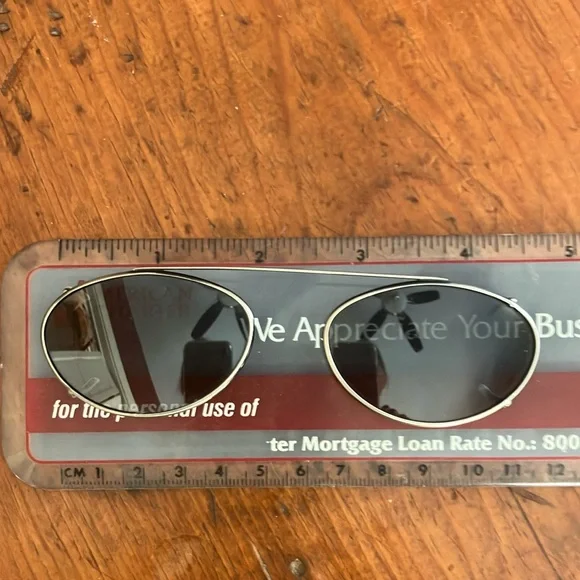 1 2 3 4 5
We Appreciate Your Bus
for the personal use of
ter Mortgage Loan Rate No.: 800
CM 1 2 3 4 5 6 7 8 9 10 11 12